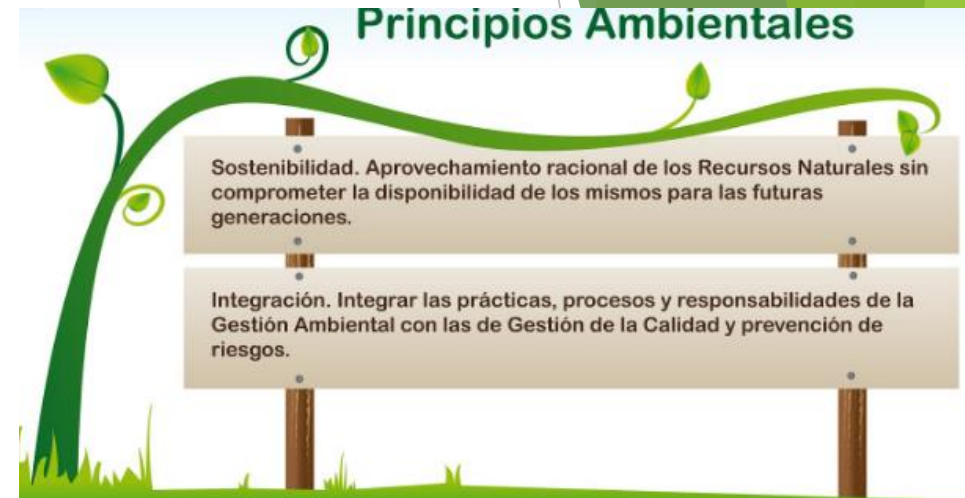 Principios Ambientales
Sostenibilidad. Aprovechamiento racional de los Recursos Naturales sin
comprometer la disponibilidad de los mismos para las futuras
generaciones.
Integración. Integrar las prácticas, procesos y responsabilidades de la
Gestión Ambiental con las de Gestión de la Calidad y prevención de
riesgos.